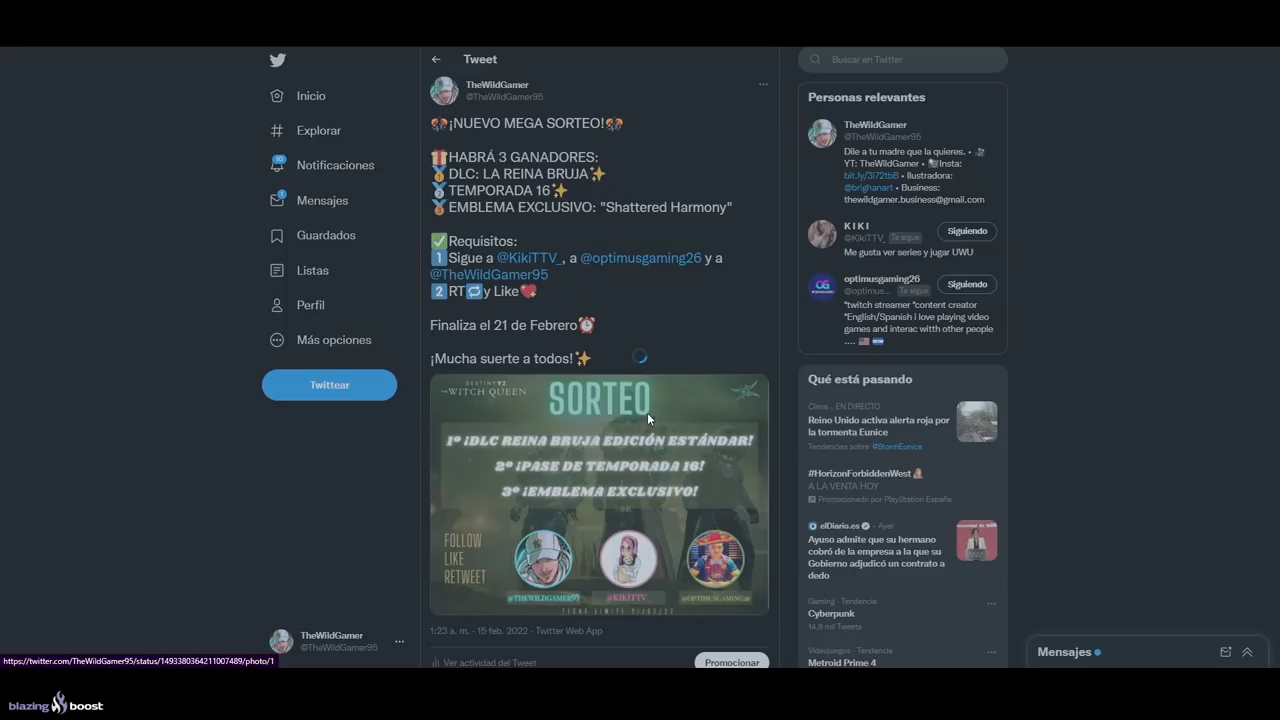 Tweet
TheWildGamer
@TheWildGamer95
¡NUEVO MEGA SORTEO!
HABRÁ 3 GANADORES:
DLC: LA REINA BRUJA
TEMPORADA 16
EMBLEMA EXCLUSIVO: "Shattered Harmony"
Requisitos:
1 Sigue a @KikiTTV_, a @optimusgaming26 y a
@TheWildGamer95
2 RT y Like
Finaliza el 21 de Febrero
¡Mucha suerte a todos!
DESTINY 2
THE WITCH QUEEN
SORTEO
1º ¡DLC REINA BRUJA EDICIÓN ESTÁNDAR!
2º ¡PASE DE TEMPORADA 16!
3º ¡EMBLEMA EXCLUSIVO!
FOLLOW
LIKE
RETWEET
@THEWILDGAMER95
@KIKITTV_
@OPTIMUSGAMING26
1:23 a. m. · 15 feb. 2022 · Twitter Web App
Ver actividad del Tweet
Promocionar
Inicio
Explorar
10
Notificaciones
1
Mensajes
Guardados
Listas
Perfil
Más opciones
Twittear
TheWildGamer
@TheWildGamer95
https://twitter.com/TheWildGamer95/status/1493380364211007489/photo/1
Buscar en Twitter
Personas relevantes
TheWildGamer
@TheWildGamer95
Dile a tu madre que la quieres. •
YT: TheWildGamer • Insta:
bit.ly/3l72tbB • Ilustradora:
@brighanart • Business:
thewildgamer.business@gmail.com
K I K I
@KikiTTV_ Te sigue
Siguiendo
Me gusta ver series y jugar UWU
optimusgaming26
@optimus... Te sigue
Siguiendo
*twitch streamer *content creator
*English/Spanish i love playing video
games and interac witth other people
....
Qué está pasando
Clima · EN DIRECTO
Reino Unido activa alerta roja por
la tormenta Eunice
Tendencias sobre #StormEunice
#HorizonForbiddenWest
A LA VENTA HOY
Promocionado por PlayStation España
elDiario.es · Ayer
Ayuso admite que su hermano
cobró de la empresa a la que su
Gobierno adjudicó un contrato a
dedo
Gaming · Tendencia
Cyberpunk
14,8 mil Tweets
Videojuegos · Tendencia
Metroid Prime 4
Mensajes
blazing boost